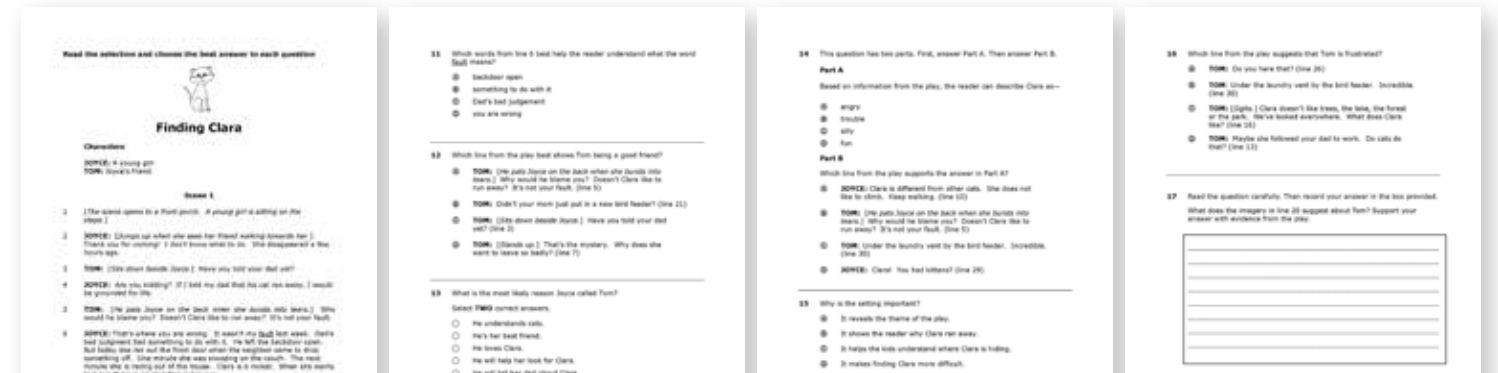 Read the selection and choose the best answer to each question
Finding Clara
Characters
JOYCE: A young girl
TOM: Joyce's friend
Scene 1
1 [The scene opens to a front porch. A young girl is sitting on the
steps.]
2 JOYCE: [Jumps up when she sees her friend walking towards her.]
Thank you for coming! I don't know what to do. She disappeared a few
hours ago.
3 TOM: [Sits down beside Joyce.] Have you told your dad yet?
4 JOYCE: Are you kidding? If I told my dad that his cat ran away, I would
be grounded for life.
5 TOM: [He pats Joyce on the back when she bursts into tears.] Why
would he blame you? Doesn't Clara like to run away? It's not your fault.
6 JOYCE: That's where you are wrong. It wasn't my fault last week. Dad's
bad judgment had something to do with it. He left the backdoor open.
But today she ran out the front door when the neighbor came to drop
something off. One minute she was snoozing on the couch. The next
minute she is racing out of the house. Clara is a rocket. When she wants
11 Which words from line 6 best help the reader understand what the word
fault means?
A backdoor open
B something to do with it
C Dad's bad judgement
D you are wrong
12 Which line from the play best shows Tom being a good friend?
A TOM: [He pats Joyce on the back when she bursts into
tears.] Why would he blame you? Doesn't Clara like to
run away? It's not your fault. (line 5)
B TOM: Didn't your mom just put in a new bird feeder? (line 21)
C TOM: [Sits down beside Joyce.] Have you told your dad
yet? (line 3)
D TOM: [Stands up.] That's the mystery. Why does she
want to leave so badly? (line 7)
13 What is the most likely reason Joyce called Tom?
Select TWO correct answers.
He understands cats.
He's her best friend.
He loves Clara.
He will help her look for Clara.
He will tell her dad about Clara.
14 This question has two parts. First, answer Part A. Then answer Part B.
Part A
Based on information from the play, the reader can describe Clara as—
A angry
B trouble
C silly
D fun
Part B
Which line from the play supports the answer in Part A?
A JOYCE: Clara is different from other cats. She does not
like to climb. Keep walking. (line 10)
B TOM: [He pats Joyce on the back when she bursts into
tears.] Why would he blame you? Doesn't Clara like to
run away? It's not your fault. (line 5)
C TOM: Under the laundry vent by the bird feeder. Incredible.
(line 30)
D JOYCE: Clara! You had kittens? (line 29)
15 Why is the setting important?
A It reveals the theme of the play.
B It shows the reader why Clara ran away.
C It helps the kids understand where Clara is hiding.
D It makes finding Clara more difficult.
16 Which line from the play suggests that Tom is frustrated?
A TOM: Do you here that? (line 26)
B TOM: Under the laundry vent by the bird feeder. Incredible.
(line 30)
C TOM: [Sighs.] Clara doesn't like trees, the lake, the forest
or the park. We've looked everywhere. What does Clara
like? (line 16)
D TOM: Maybe she followed your dad to work. Do cats do
that? (line 13)
17 Read the question carefully. Then record your answer in the box provided.
What does the imagery in line 20 suggest about Tom? Support your
answer with evidence from the play.